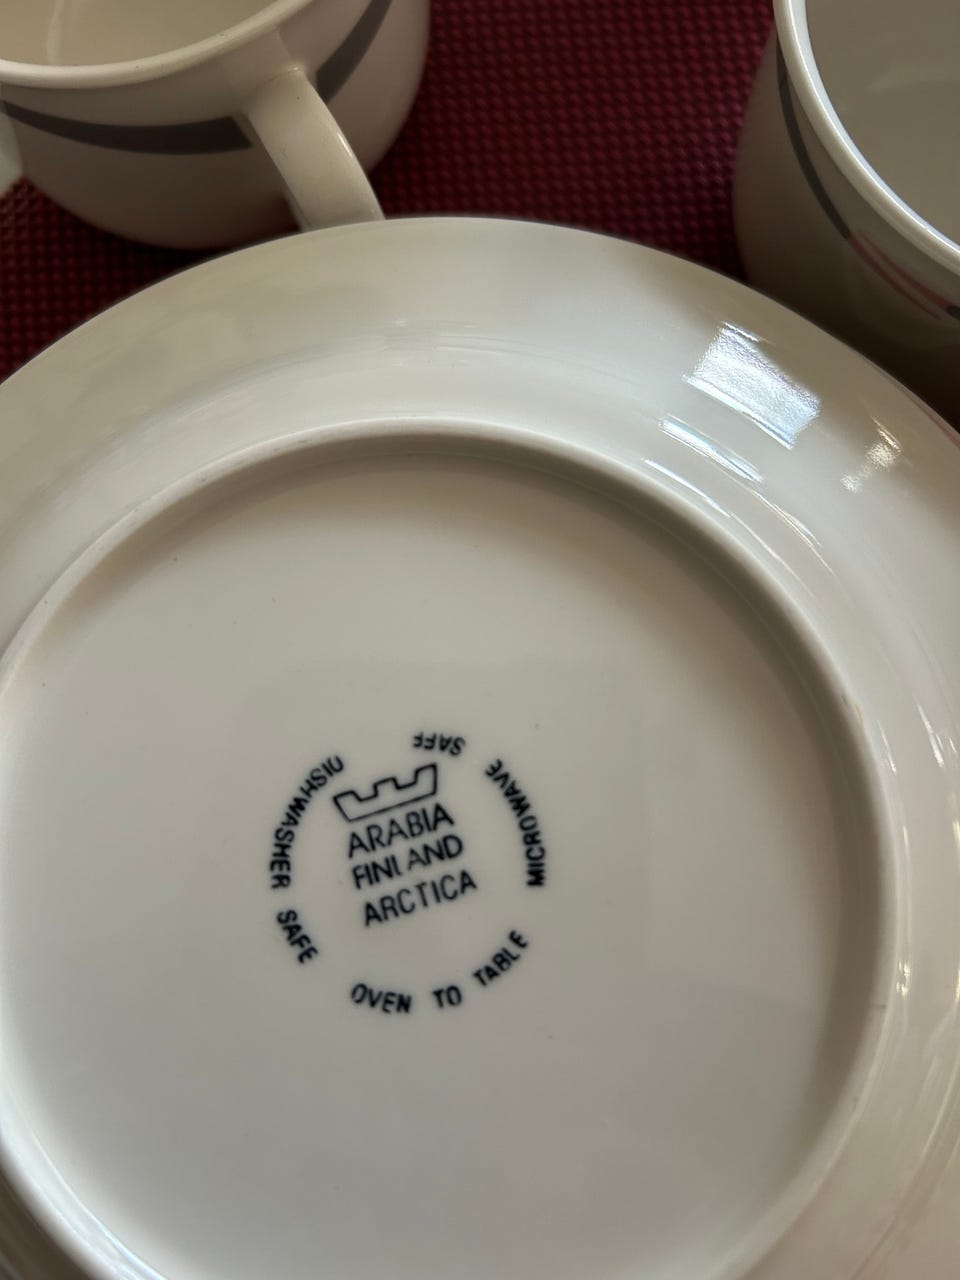 ARABIA
FINLAND
ARCTICA
OVEN TO TABLE
MICROWAVE SAFE
DISHWASHER SAFE